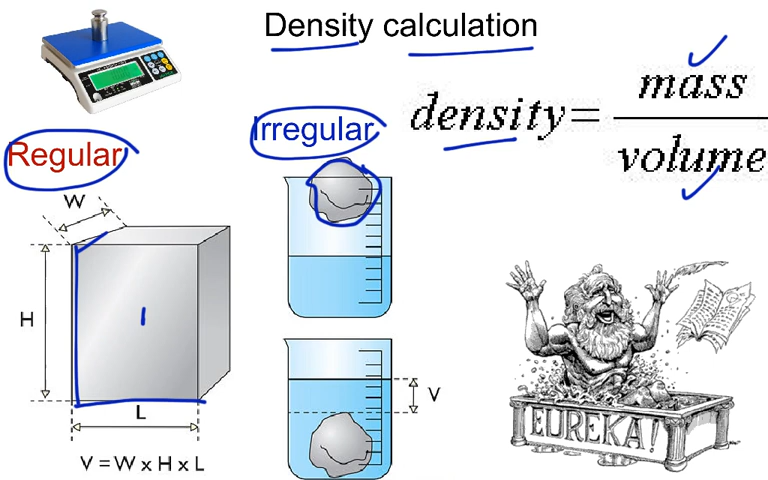 Density calculation
mass
density=
volume
Regular
Irregular
W
H
L
V
V = W x H x L
EUREKA!